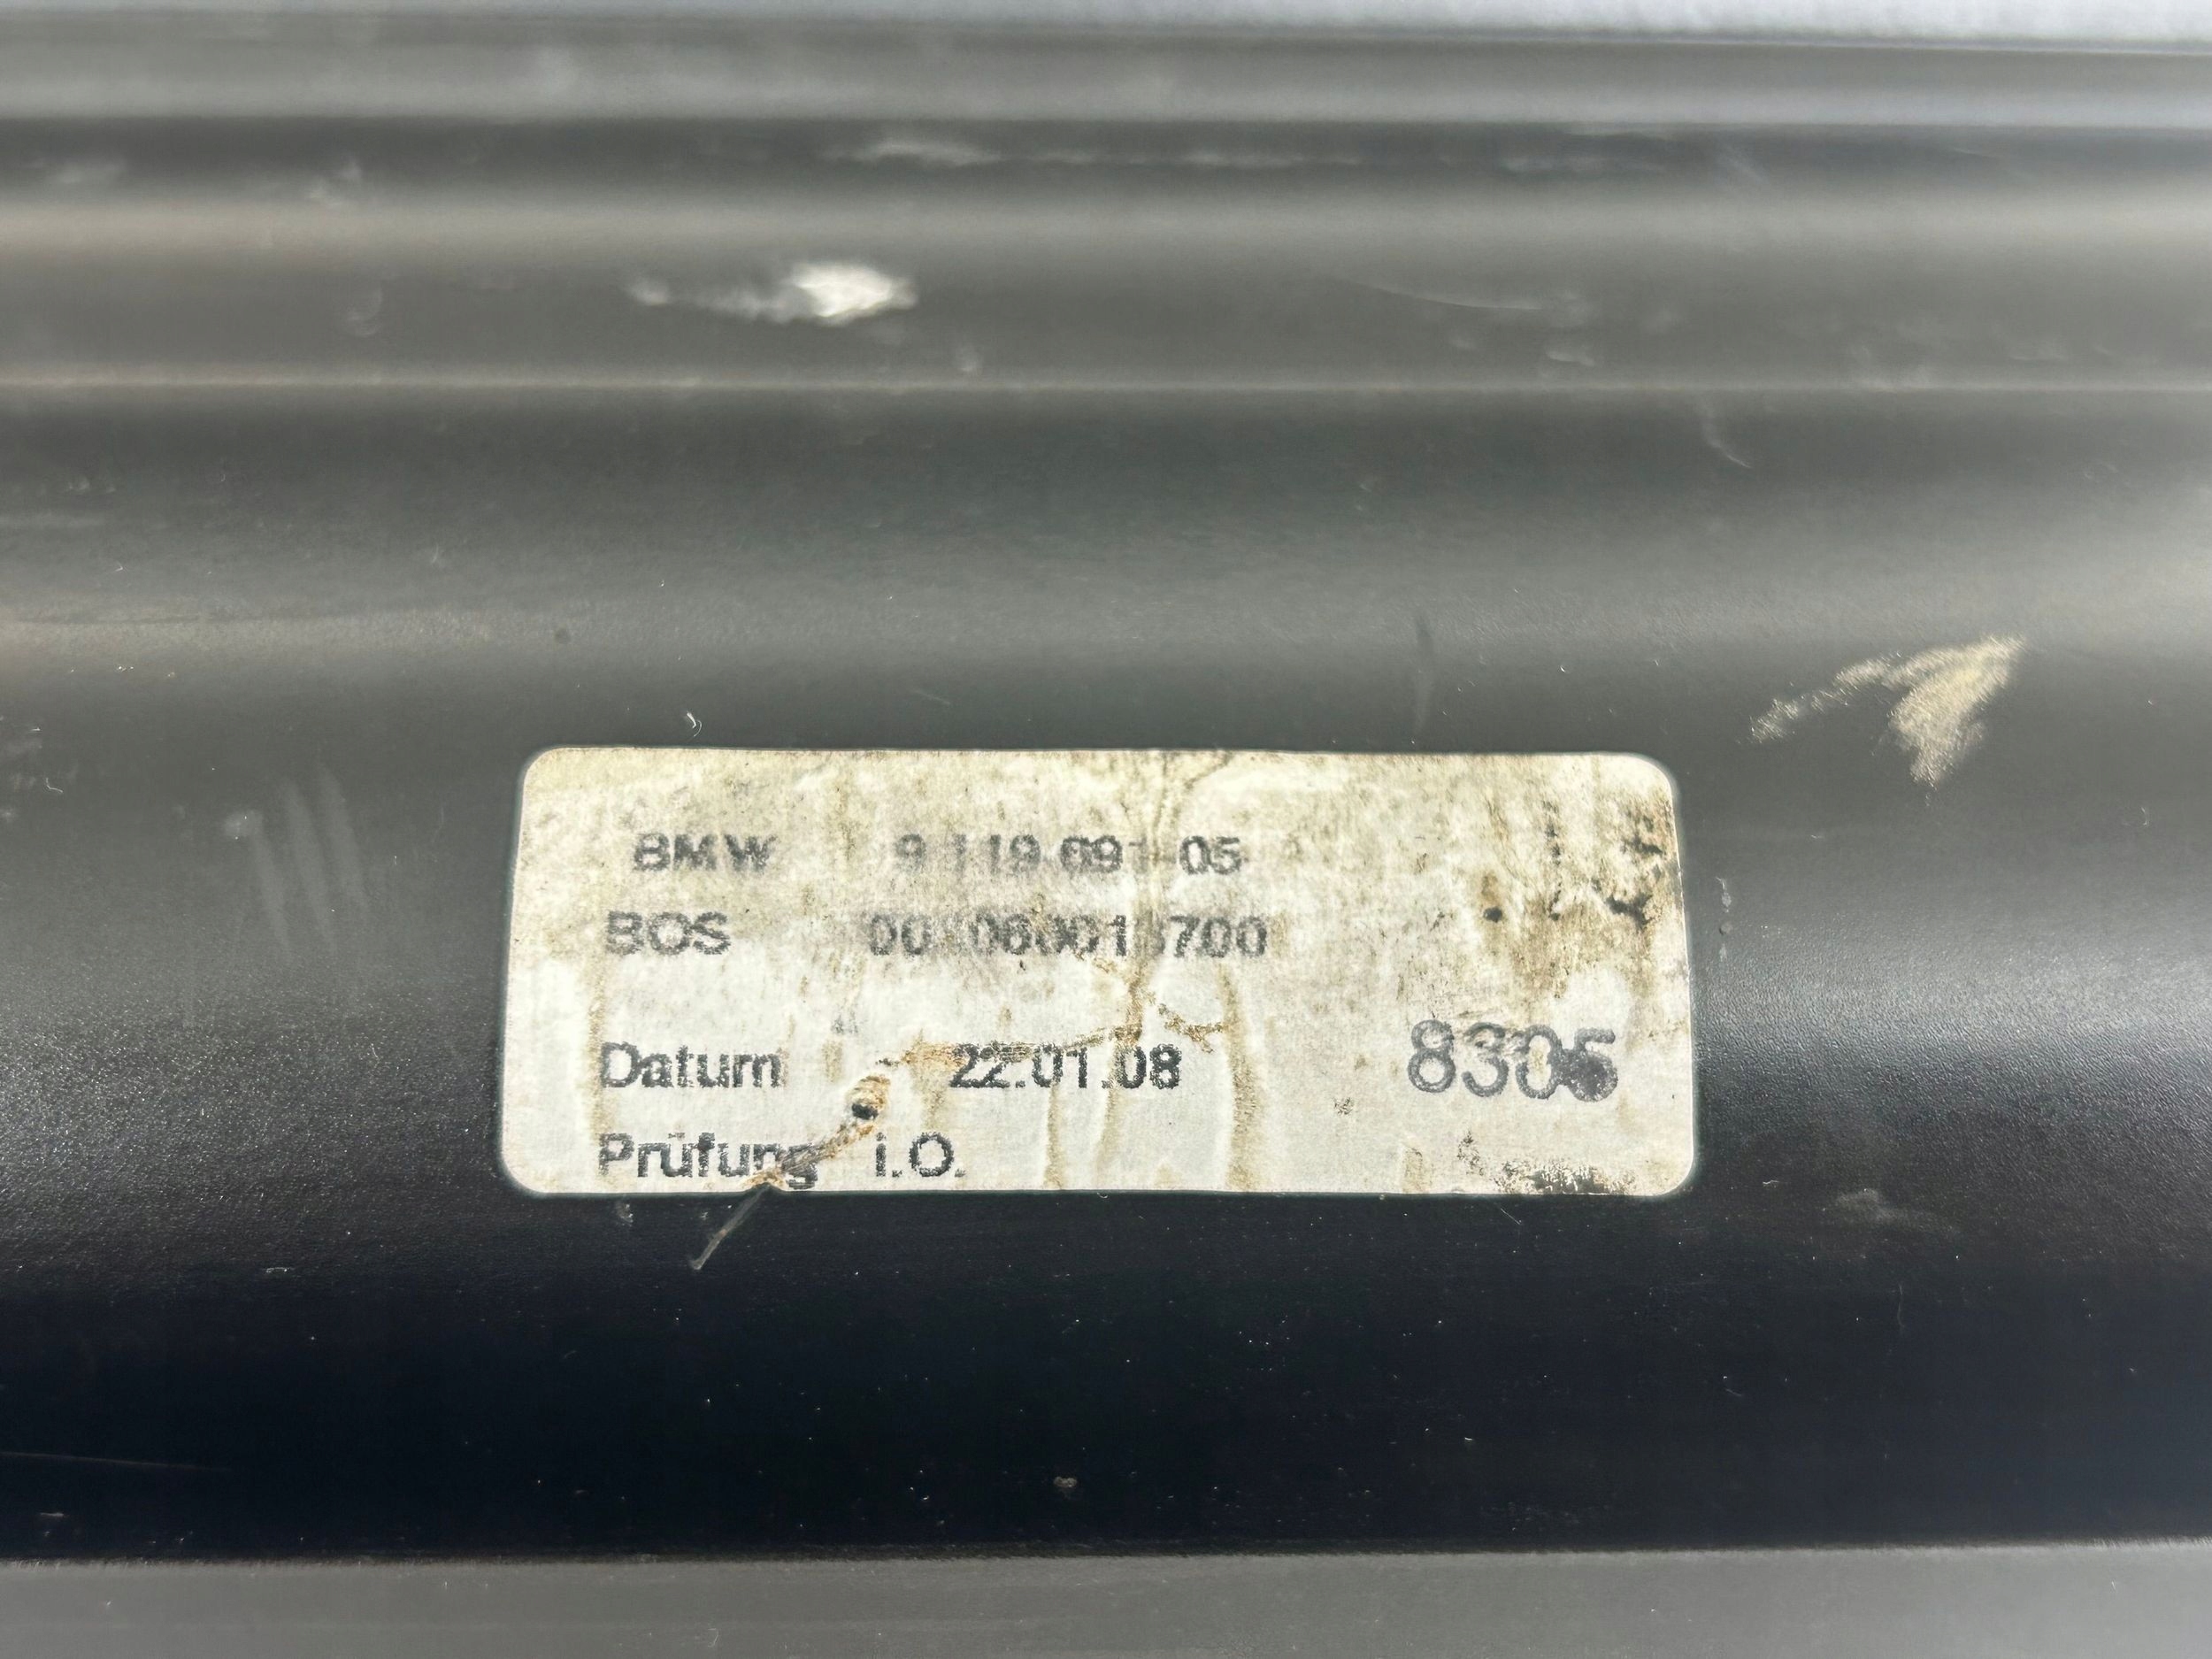 BMW 9 119 691 05
BOS
Datum 22.01.08 8305
Prüfung i.O.